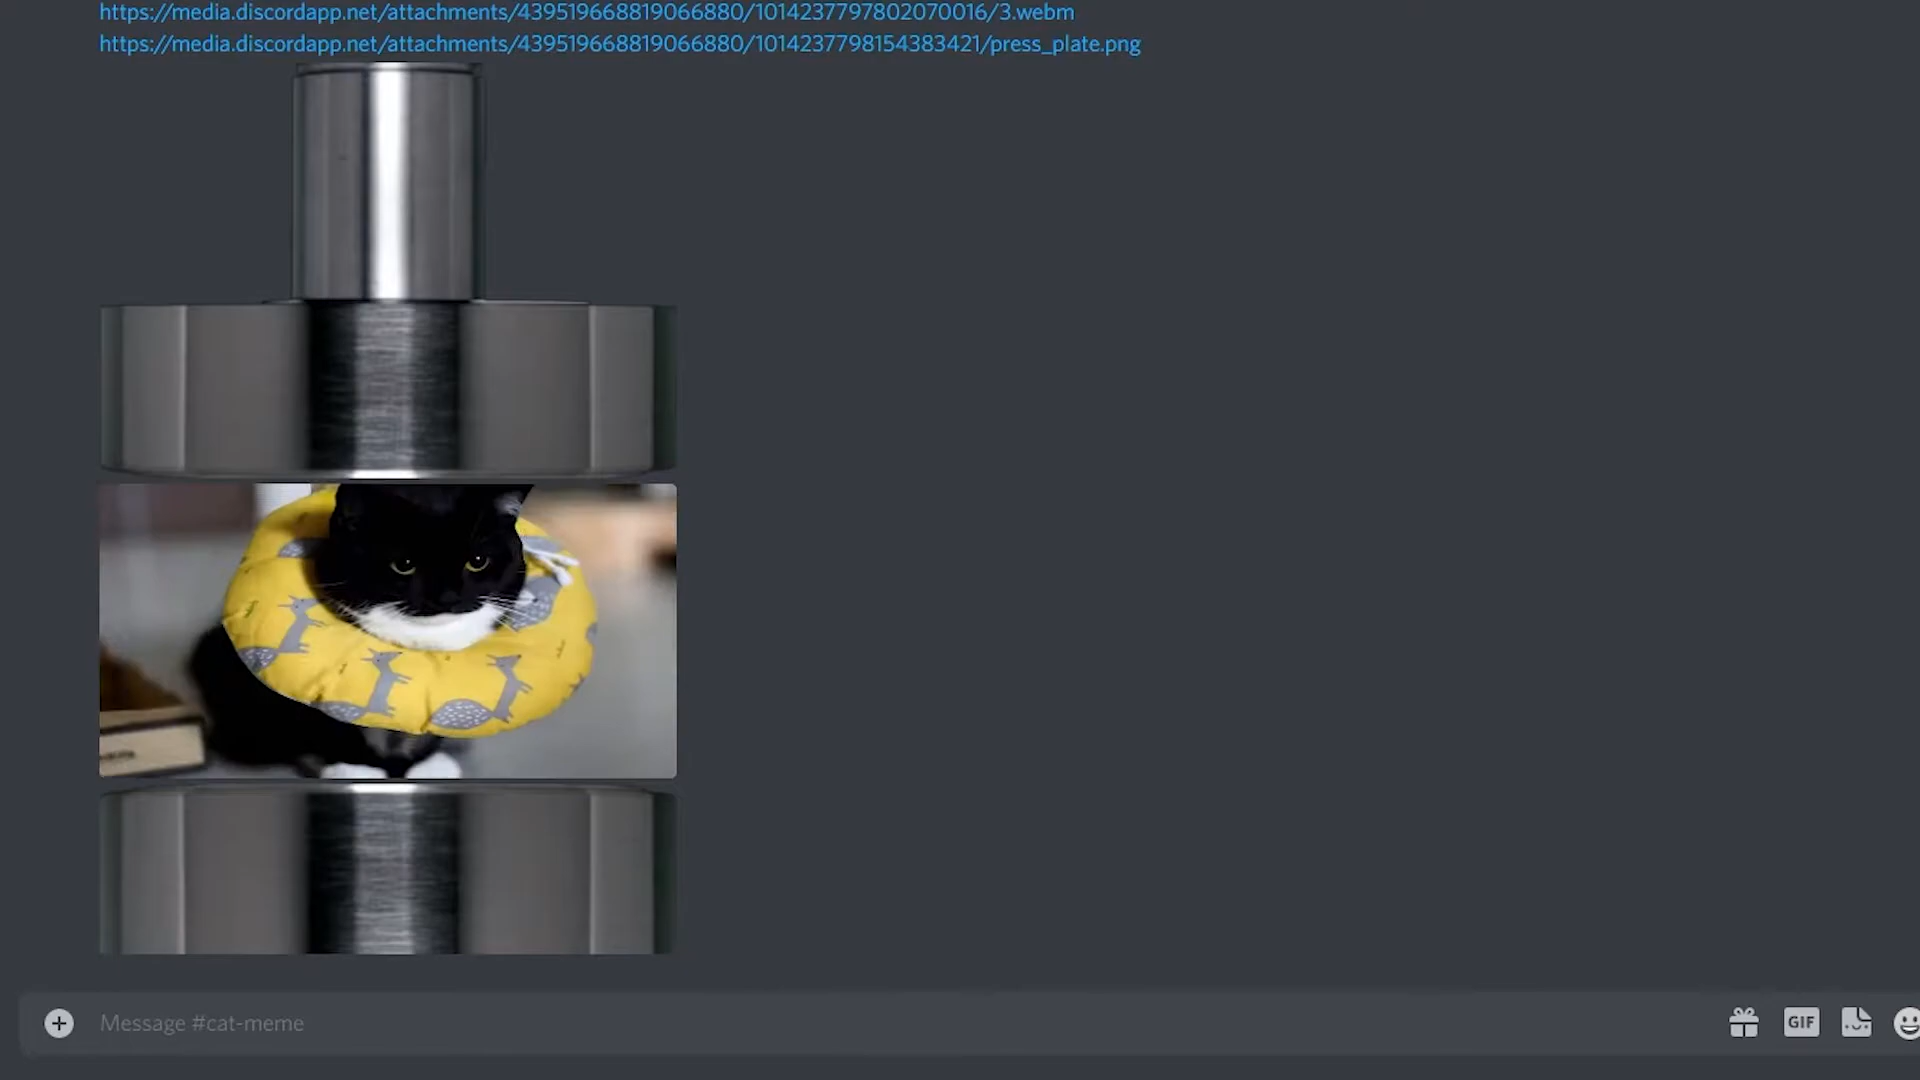 https://media.discordapp.net/attachments/439519668819066880/1014237797802070016/3.webm
https://media.discordapp.net/attachments/439519668819066880/1014237798154383421/press_plate.png
Message #cat-meme
GIF